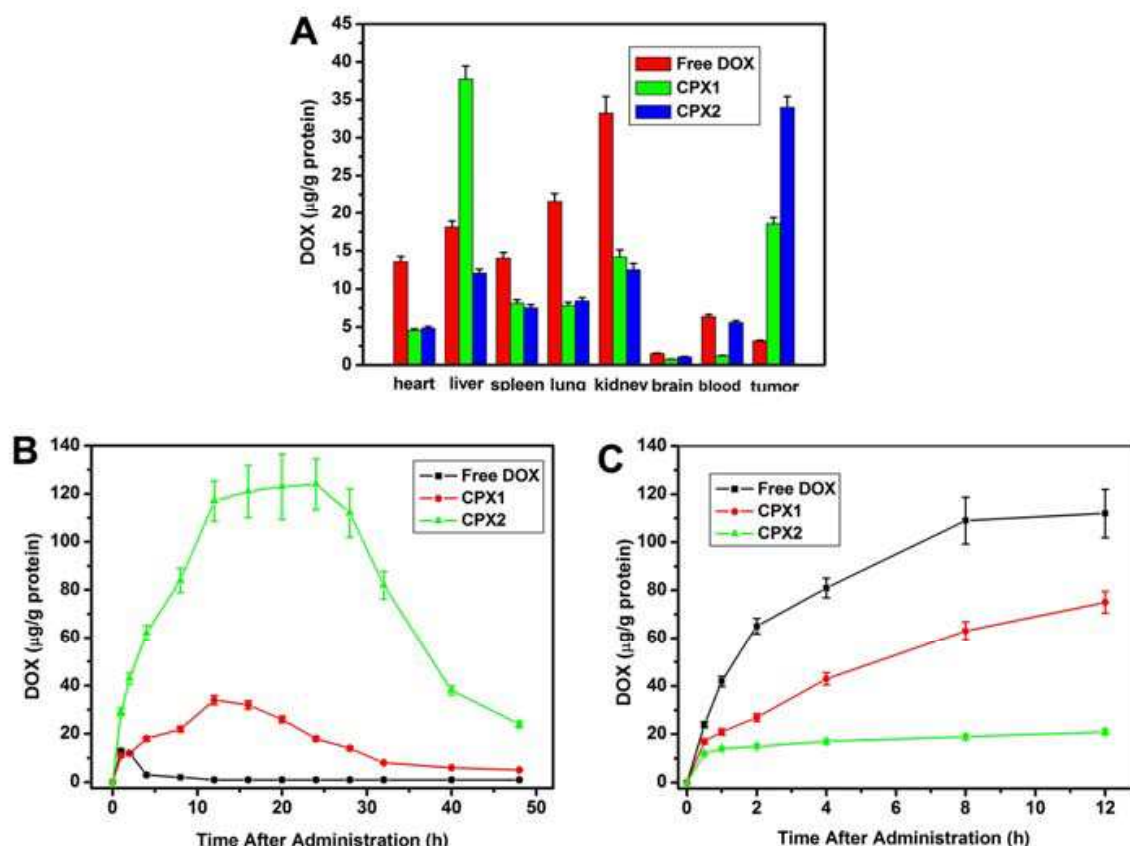 A
45
40
35
30
25
20
15
10
5
0
DOX (μg/g protein)
Free DOX
CPX1
CPX2
heart liver spleen lung kidney brain blood tumor
B
140
120
100
80
60
40
20
0
DOX (μg/g protein)
Free DOX
CPX1
CPX2
0 10 20 30 40 50
Time After Administration (h)
C
140
120
100
80
60
40
20
0
DOX (μg/g protein)
Free DOX
CPX1
CPX2
0 2 4 6 8 10 12
Time After Administration (h)